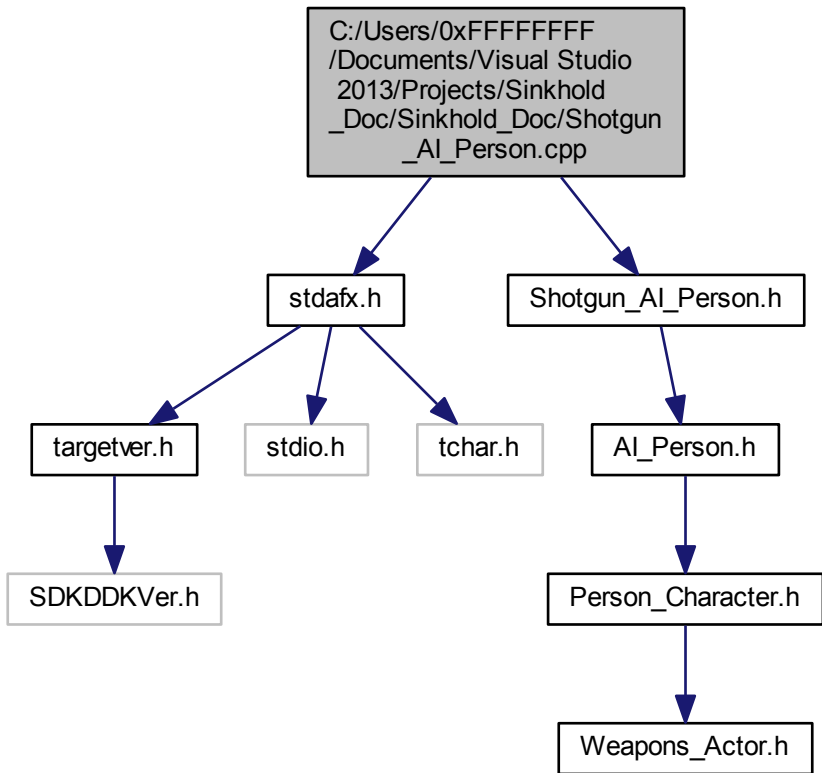 C:/Users/0xFFFFFFFF
/Documents/Visual Studio
2013/Projects/Sinkhold
_Doc/Sinkhold_Doc/Shotgun
_AI_Person.cpp
stdafx.h
Shotgun_AI_Person.h
targetver.h
stdio.h
tchar.h
AI_Person.h
SDKDDKVer.h
Person_Character.h
Weapons_Actor.h